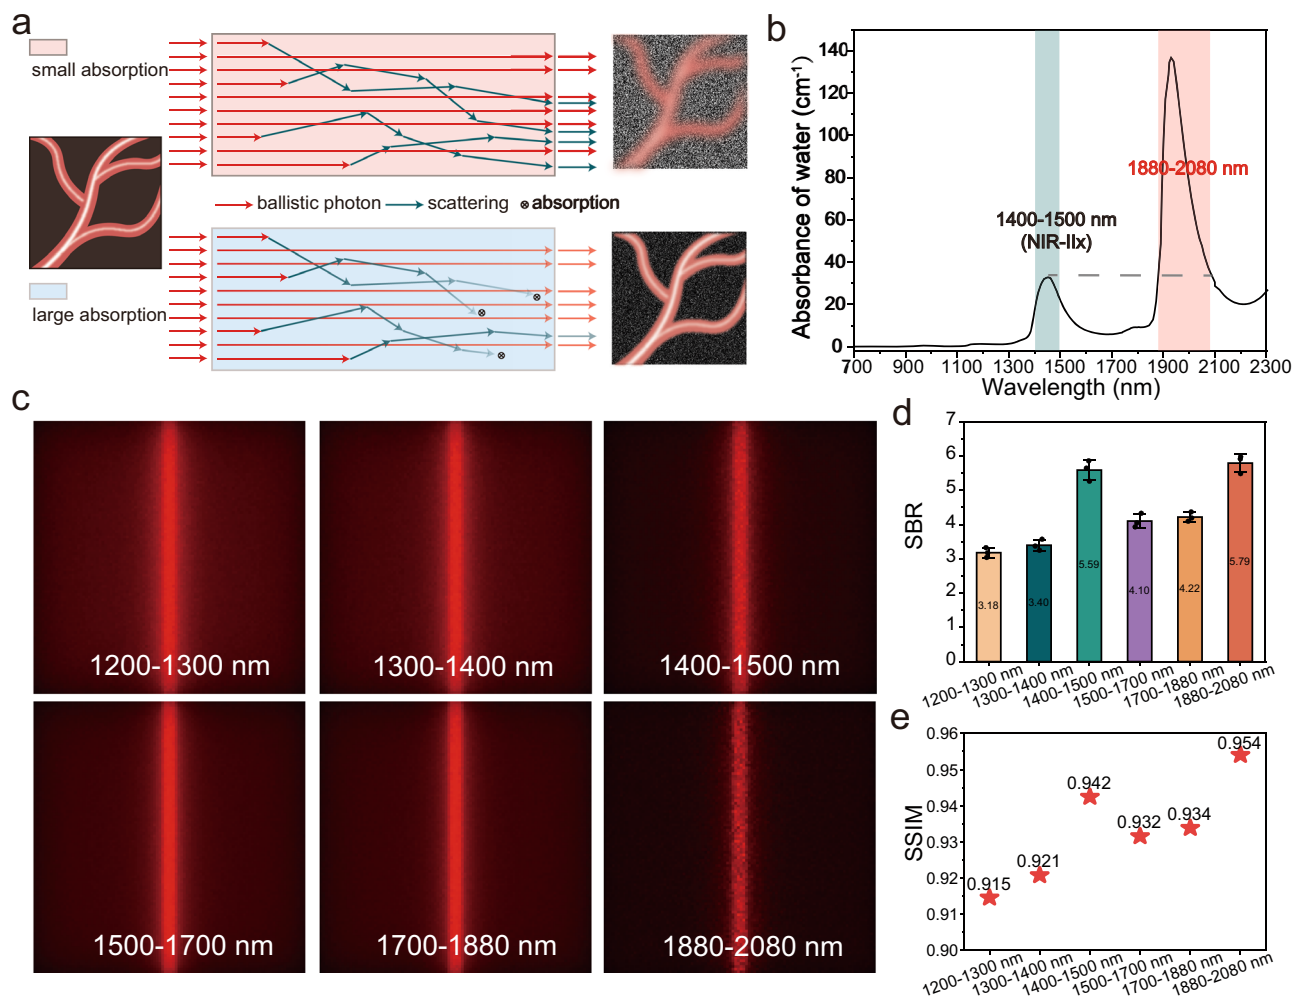 a
small absorption
ballistic photon
scattering
absorption
large absorption
b
Absorbance of water (cm-1)
140
120
100
80
60
40
20
0
1880-2080 nm
1400-1500 nm
(NIR-IIx)
700
900
1100
1300
1500
1700
1900
2100
2300
Wavelength (nm)
c
1200-1300 nm
1300-1400 nm
1400-1500 nm
1500-1700 nm
1700-1880 nm
1880-2080 nm
d
SBR
7
6
5
4
3
2
1
0
3.18
3.40
5.59
4.10
4.22
5.79
1200-1300 nm
1300-1400 nm
1400-1500 nm
1500-1700 nm
1700-1880 nm
1880-2080 nm
e
SSIM
0.96
0.95
0.94
0.93
0.92
0.91
0.90
0.915
0.921
0.942
0.932
0.934
0.954
1200-1300 nm
1300-1400 nm
1400-1500 nm
1500-1700 nm
1700-1880 nm
1880-2080 nm